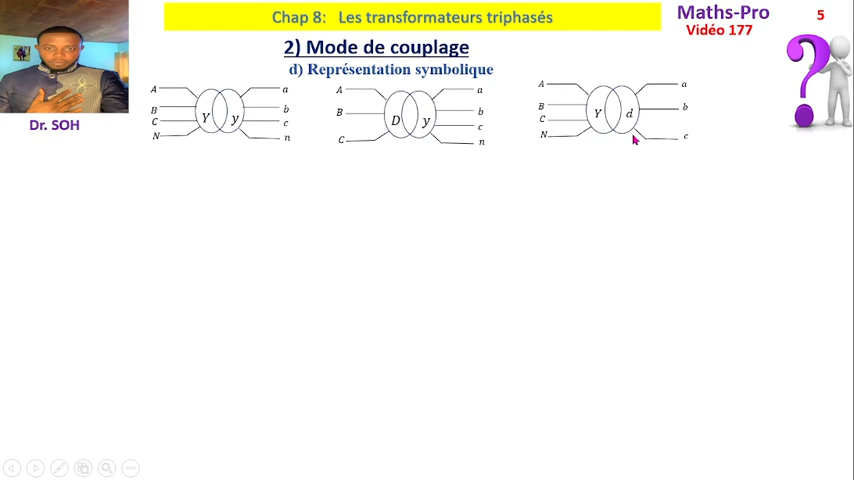 Chap 8: Les transformateurs triphasés
Maths-Pro
Vidéo 177
5
2) Mode de couplage
d) Représentation symbolique
Dr. SOH
A
B
C
N
Y
y
a
b
c
n
A
B
C
D
y
a
b
c
n
A
B
C
N
Y
d
a
b
c